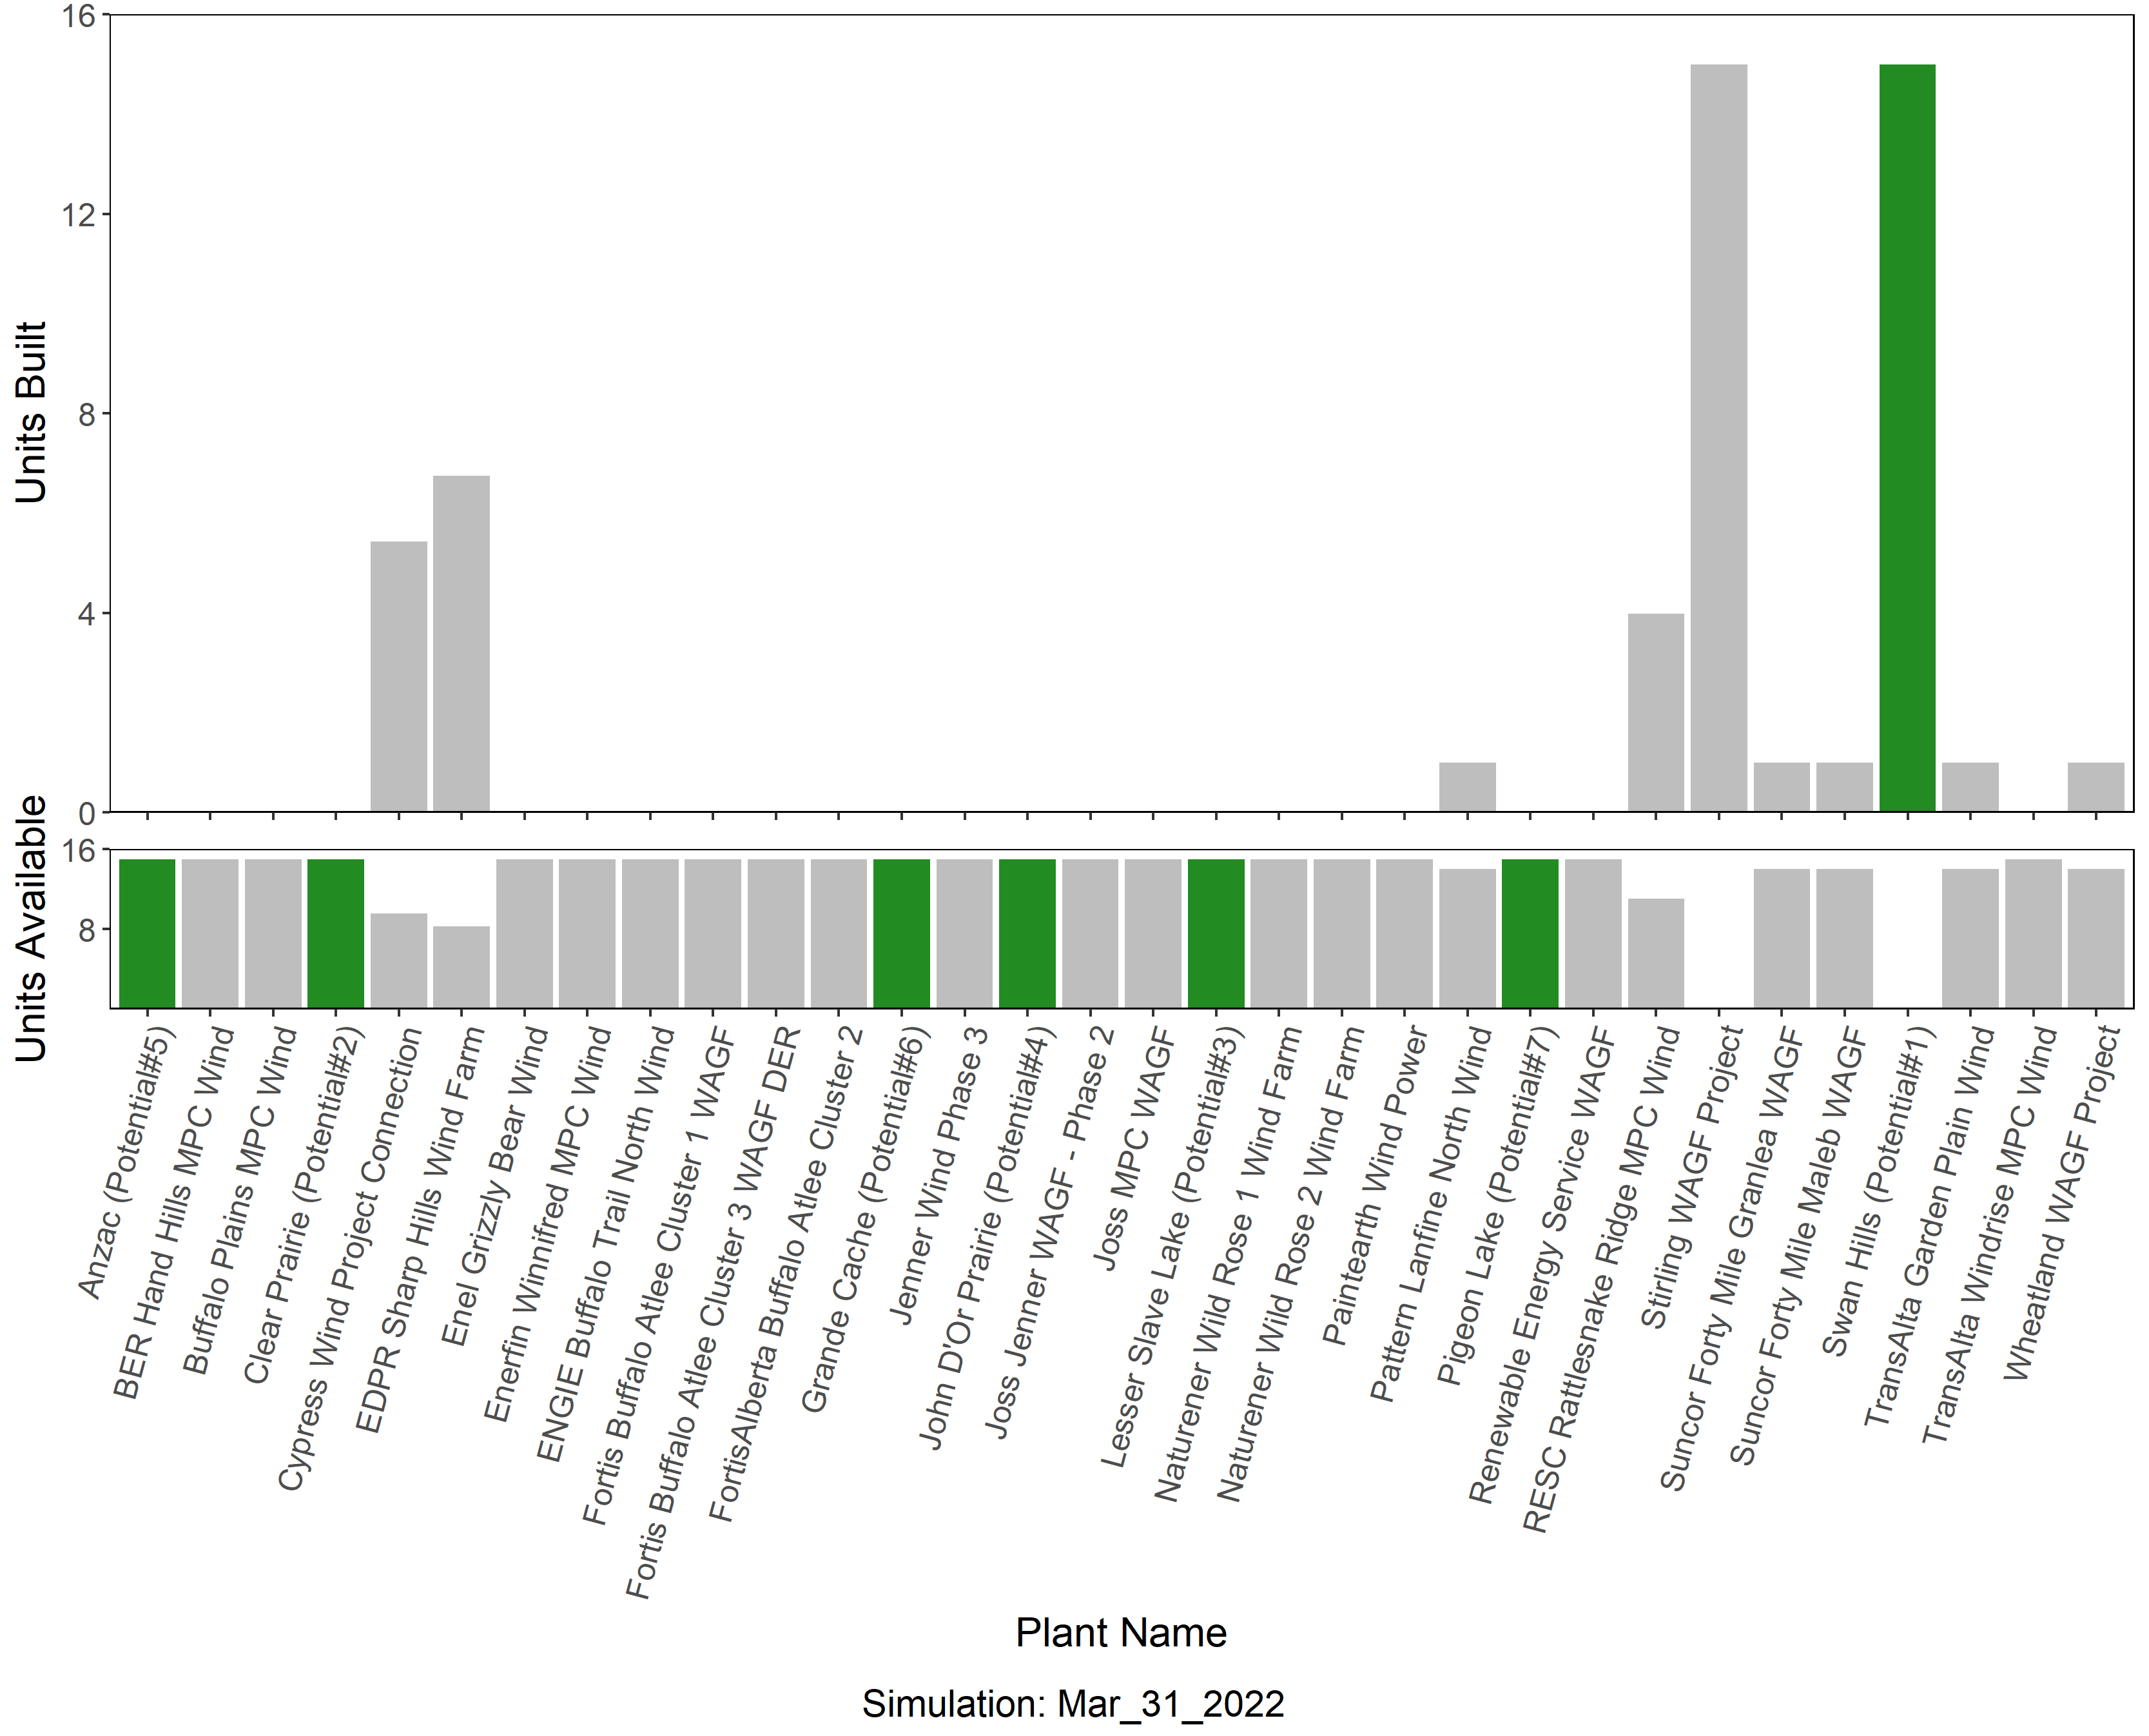 Units Built
16
12
8
4
0
Units Available
16
8
Anzac (Potential#5)
BER Hand Hills MPC Wind
Buffalo Plains MPC Wind
Clear Prairie (Potential#2)
Cypress Wind Project Connection
EDPR Sharp Hills Wind Farm
Enel Grizzly Bear Wind
Enerfin Winnifred MPC Wind
ENGIE Buffalo Trail North Wind
Fortis Buffalo Atlee Cluster 1 WAGF
Fortis Buffalo Atlee Cluster 3 WAGF DER
FortisAlberta Buffalo Atlee Cluster 2
Grande Cache (Potential#6)
Jenner Wind Phase 3
John D'Or Prairie (Potential#4)
Joss Jenner WAGF - Phase 2
Joss MPC WAGF
Lesser Slave Lake (Potential#3)
Naturener Wild Rose 1 Wind Farm
Naturener Wild Rose 2 Wind Farm
Paintearth Wind Power
Pattern Lanfine North Wind
Pigeon Lake (Potential#7)
Renewable Energy Service WAGF
RESC Rattlesnake Ridge MPC Wind
Stirling WAGF Project
Suncor Forty Mile Granlea WAGF
Suncor Forty Mile Maleb WAGF
Swan Hills (Potential#1)
TransAlta Garden Plain Wind
TransAlta Windrise MPC Wind
Wheatland WAGF Project
Plant Name
Simulation: Mar_31_2022